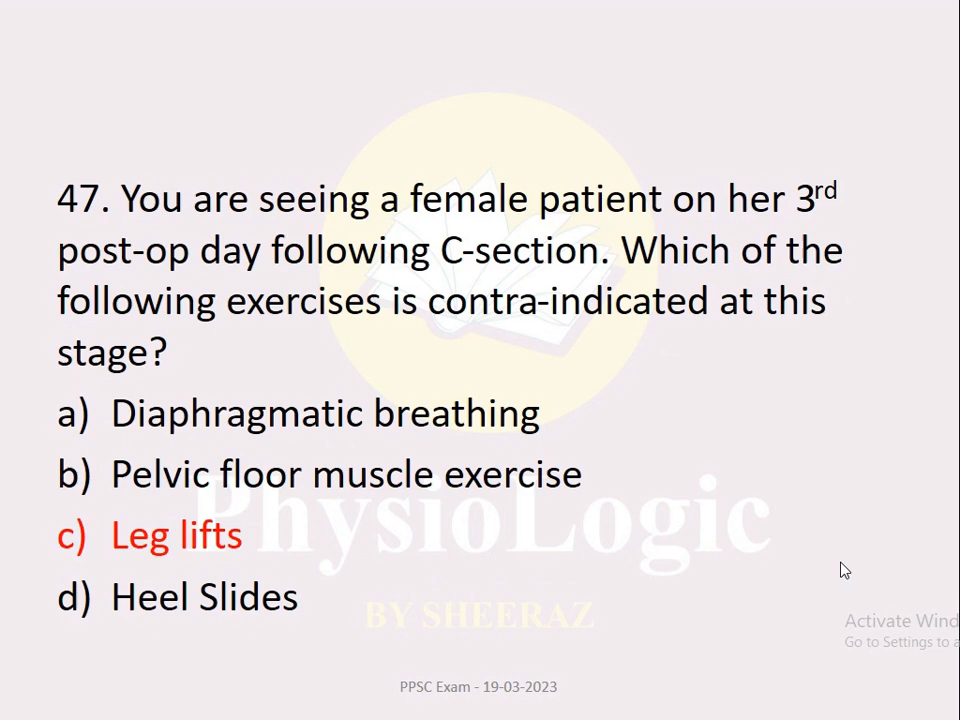 47. You are seeing a female patient on her 3rd
post-op day following C-section. Which of the
following exercises is contra-indicated at this
stage?
a) Diaphragmatic breathing
b) Pelvic floor muscle exercise
PhysioLogic
c) Leg lifts
d) Heel Slides
BY SHEERAZ
Activate Wind
Go to Settings to a
PPSC Exam - 19-03-2023